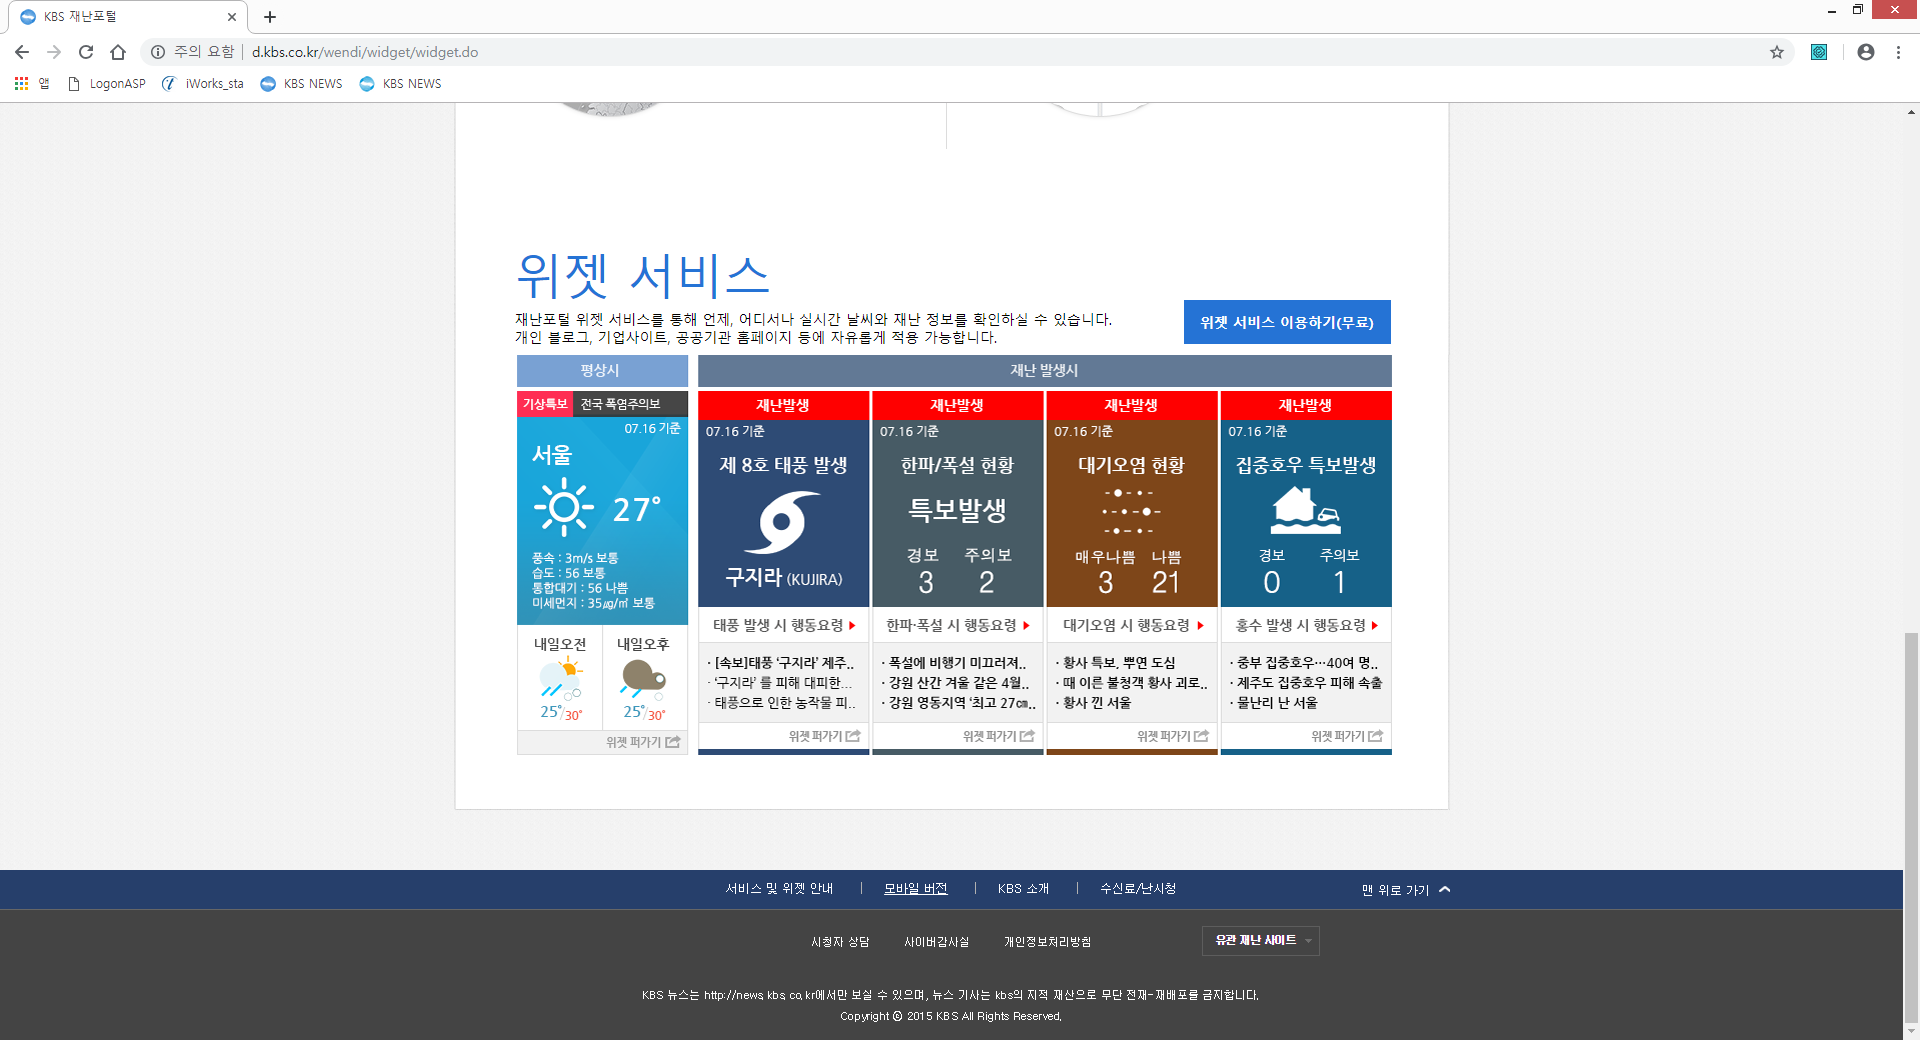 KBS 재난포털
주의 요함 | d.kbs.co.kr/wendi/widget/widget.do
앱 LogonASP iWorks_sta KBS NEWS KBS NEWS
위젯 서비스
재난포털 위젯 서비스를 통해 언제, 어디서나 실시간 날씨와 재난 정보를 확인하실 수 있습니다.
개인 블로그, 기업사이트, 공공기관 홈페이지 등에 자유롭게 적용 가능합니다.
위젯 서비스 이용하기(무료)
평상시
기상특보 전국 폭염주의보
07.16 기준
서울
27°
풍속 : 3m/s 보통
습도 : 56 보통
통합대기 : 56 나쁨
미세먼지 : 35㎍/㎥ 보통
내일오전 내일오후
25°/30° 25°/30°
위젯 퍼가기
재난 발생시
재난발생
07.16 기준
제 8호 태풍 발생
구지라 (KUJIRA)
태풍 발생 시 행동요령
· [속보]태풍 ‘구지라’ 제주..
· ‘구지라’ 를 피해 대피한...
· 태풍으로 인한 농작물 피..
위젯 퍼가기
재난발생
07.16 기준
한파/폭설 현황
특보발생
경보 주의보
3 2
한파·폭설 시 행동요령
· 폭설에 비행기 미끄러져..
· 강원 산간 겨울 같은 4월..
· 강원 영동지역 ‘최고 27㎝..
위젯 퍼가기
재난발생
07.16 기준
대기오염 현황
매우나쁨 나쁨
3 21
대기오염 시 행동요령
· 황사 특보, 뿌연 도심
· 때 이른 불청객 황사 괴로..
· 황사 낀 서울
위젯 퍼가기
재난발생
07.16 기준
집중호우 특보발생
경보 주의보
0 1
홍수 발생 시 행동요령
· 중부 집중호우…40여 명..
· 제주도 집중호우 피해 속출
· 물난리 난 서울
위젯 퍼가기
서비스 및 위젯 안내 | 모바일 버전 | KBS 소개 | 수신료/난시청
맨 위로 가기
시청자 상담 사이버감사실 개인정보처리방침
유관 재난 사이트
KBS 뉴스는 http://news.kbs.co.kr에서만 보실 수 있으며, 뉴스 기사는 kbs의 지적 재산으로 무단 전재-재배포를 금지합니다.
Copyright ⓒ 2015 KBS All Rights Reserved.